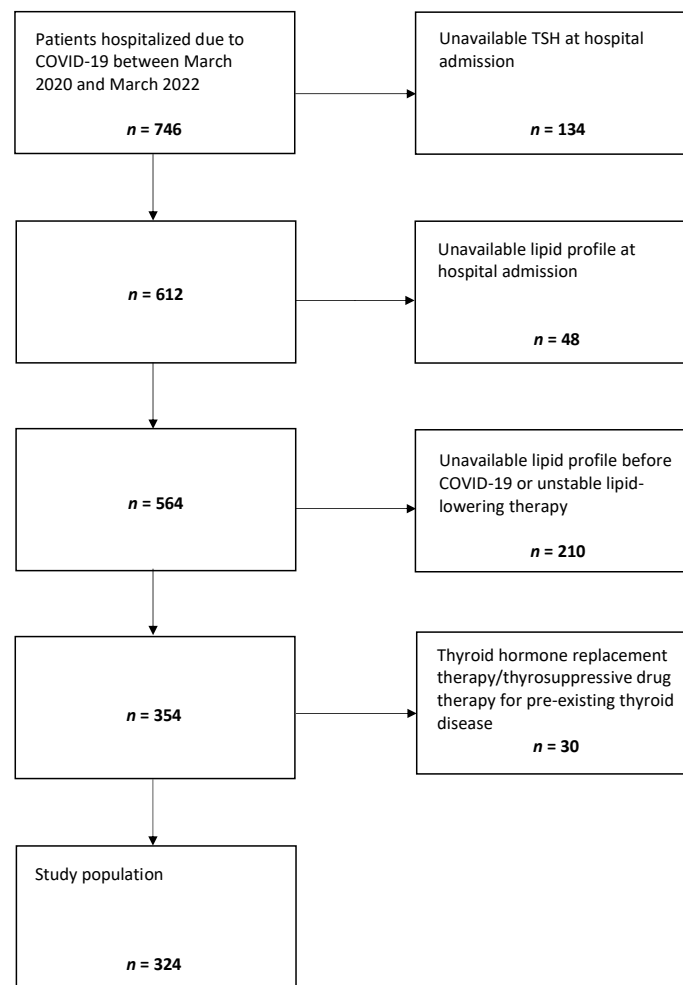 Patients hospitalized due to
COVID-19 between March
2020 and March 2022
n = 746
Unavailable TSH at hospital
admission
n = 134
n = 612
Unavailable lipid profile at
hospital admission
n = 48
n = 564
Unavailable lipid profile before
COVID-19 or unstable lipid-
lowering therapy
n = 210
n = 354
Thyroid hormone replacement
therapy/thyrosuppressive drug
therapy for pre-existing thyroid
disease
n = 30
Study population
n = 324